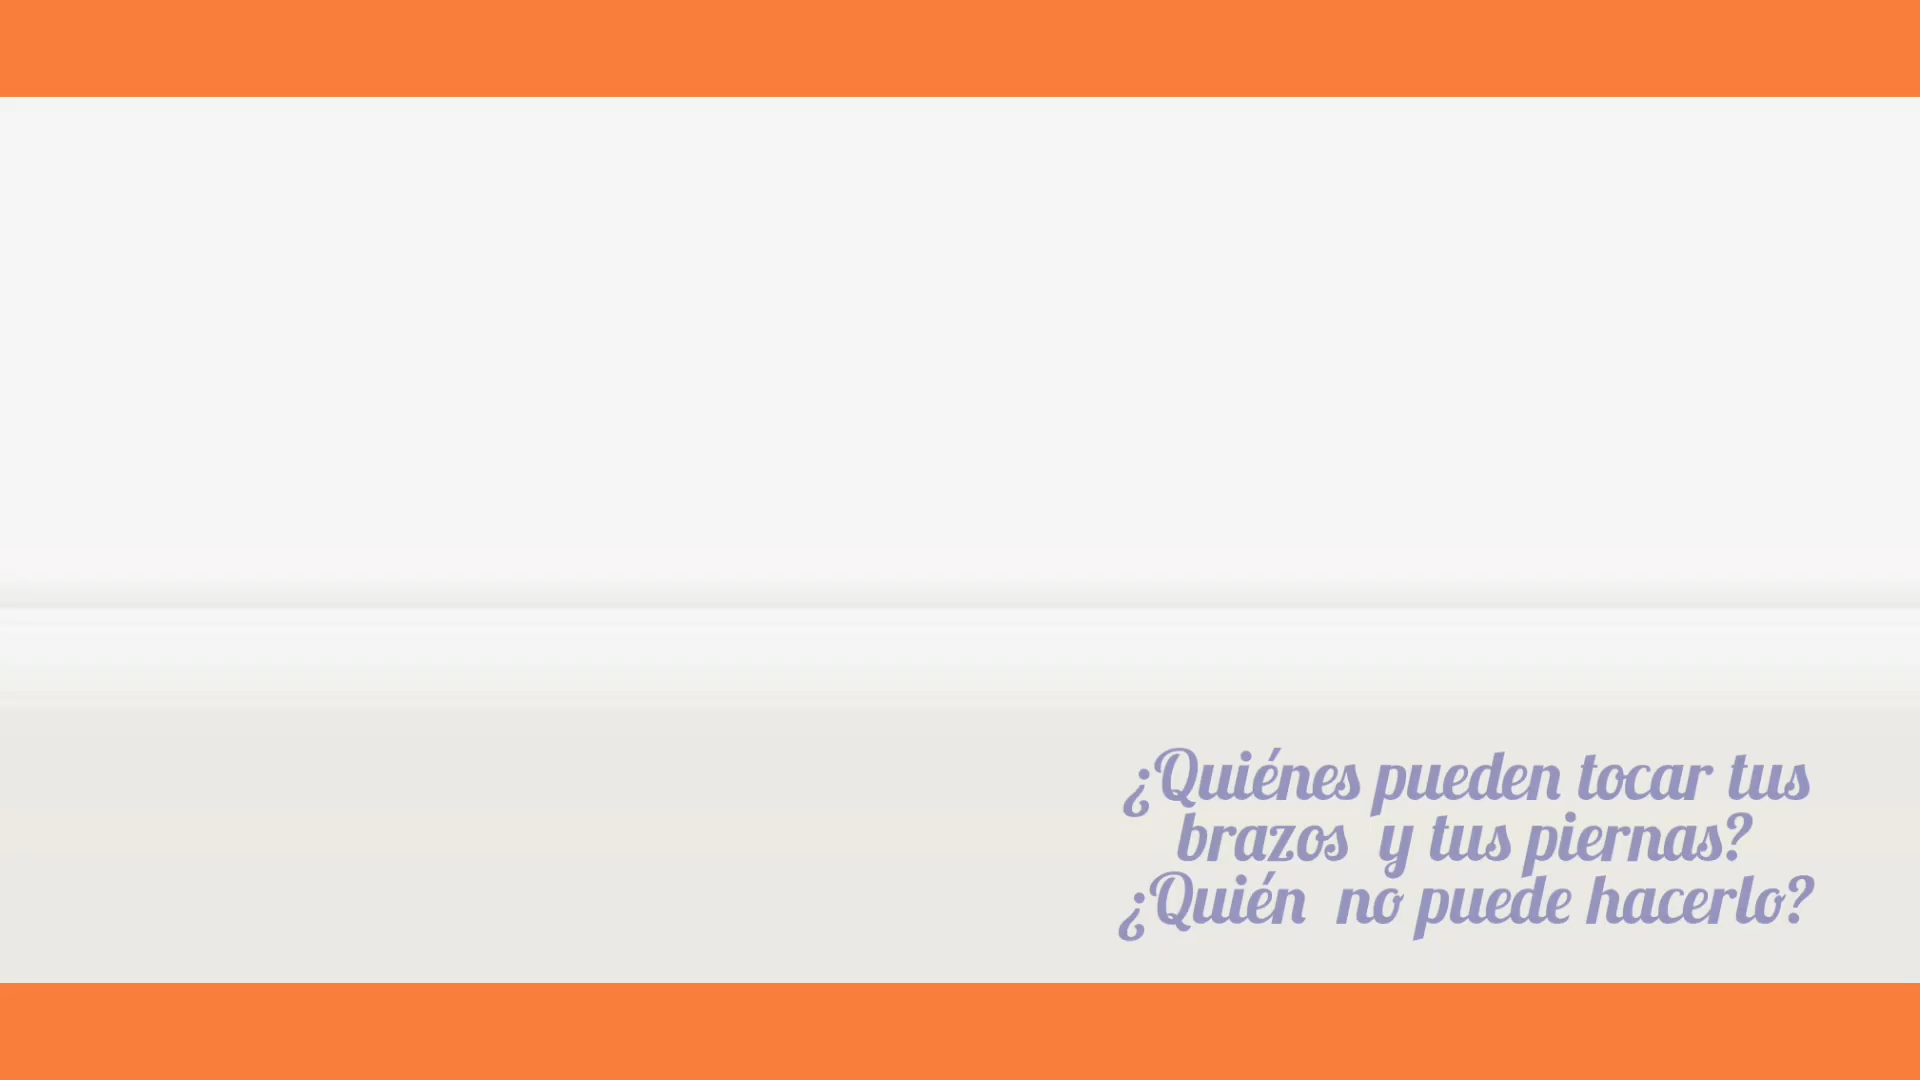 ¿Quiénes pueden tocar tus
brazos y tus piernas?
¿Quién no puede hacerlo?